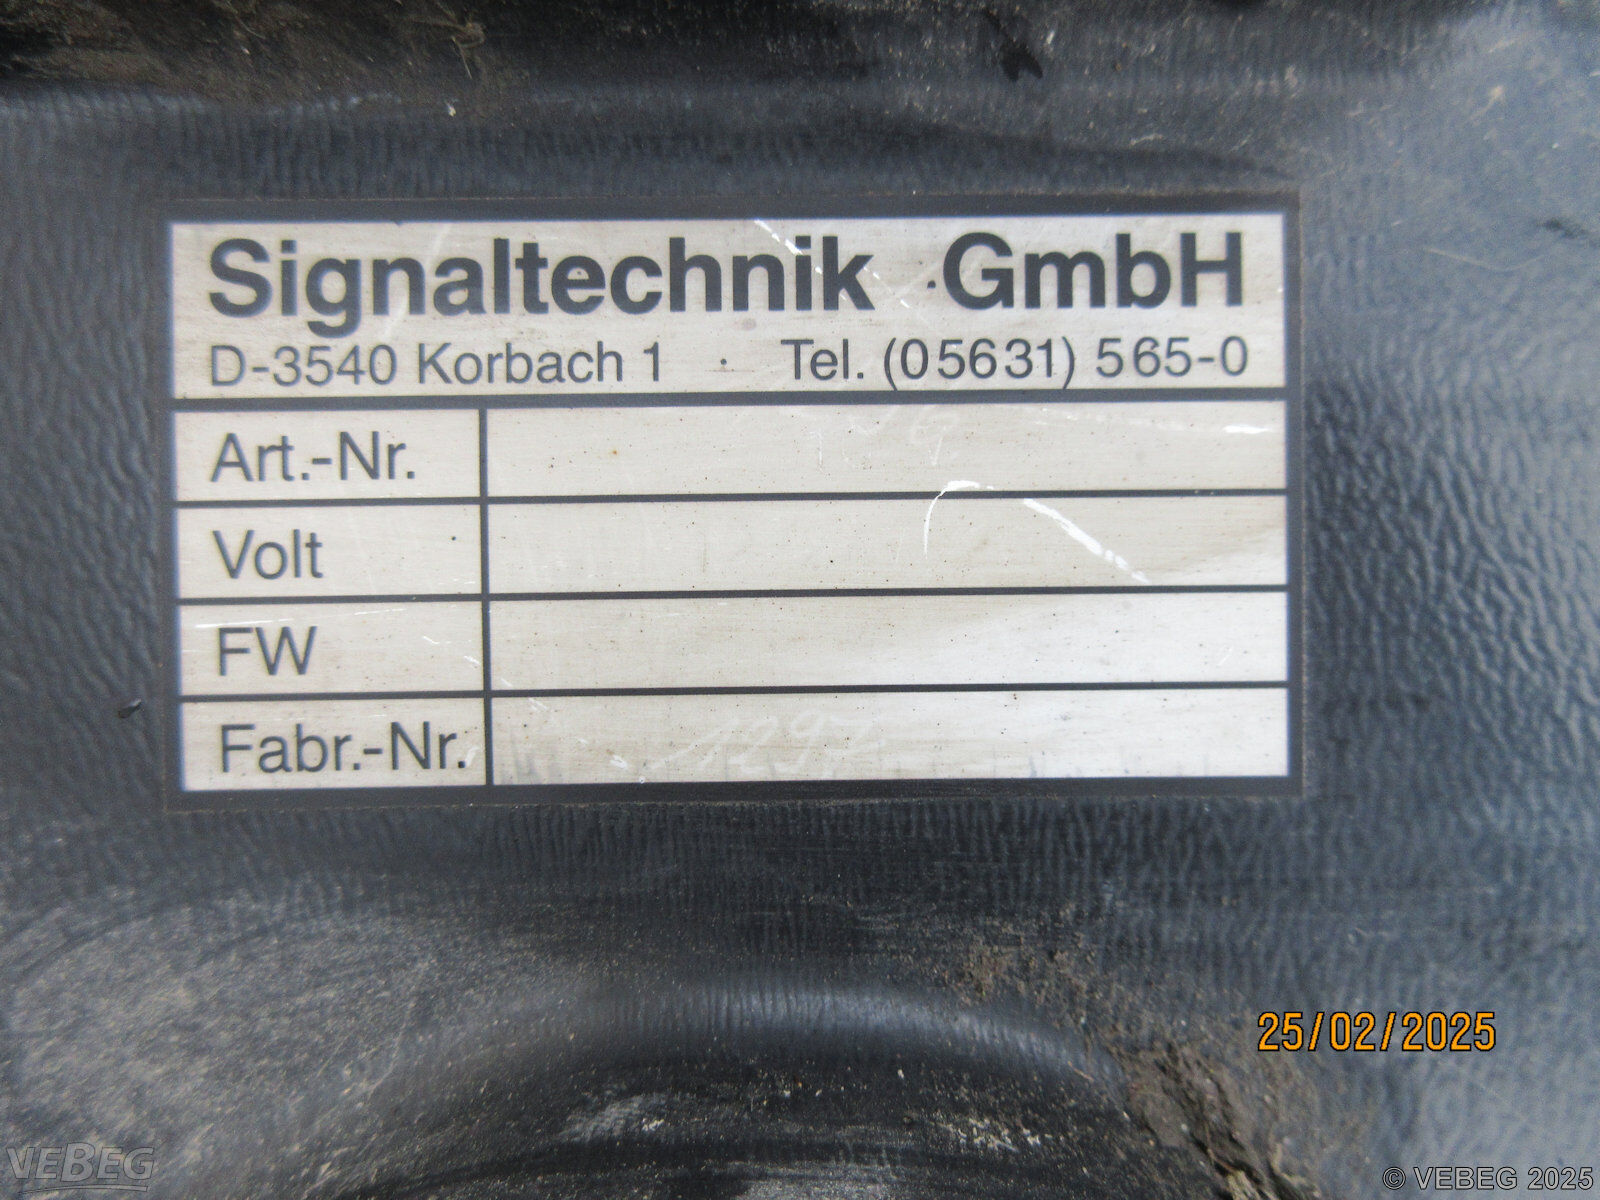 Signaltechnik GmbH
D-3540 Korbach 1 · Tel. (05631) 565-0
Art.-Nr.
Volt
FW
Fabr.-Nr.
25/02/2025
VEBEG
© VEBEG 2025